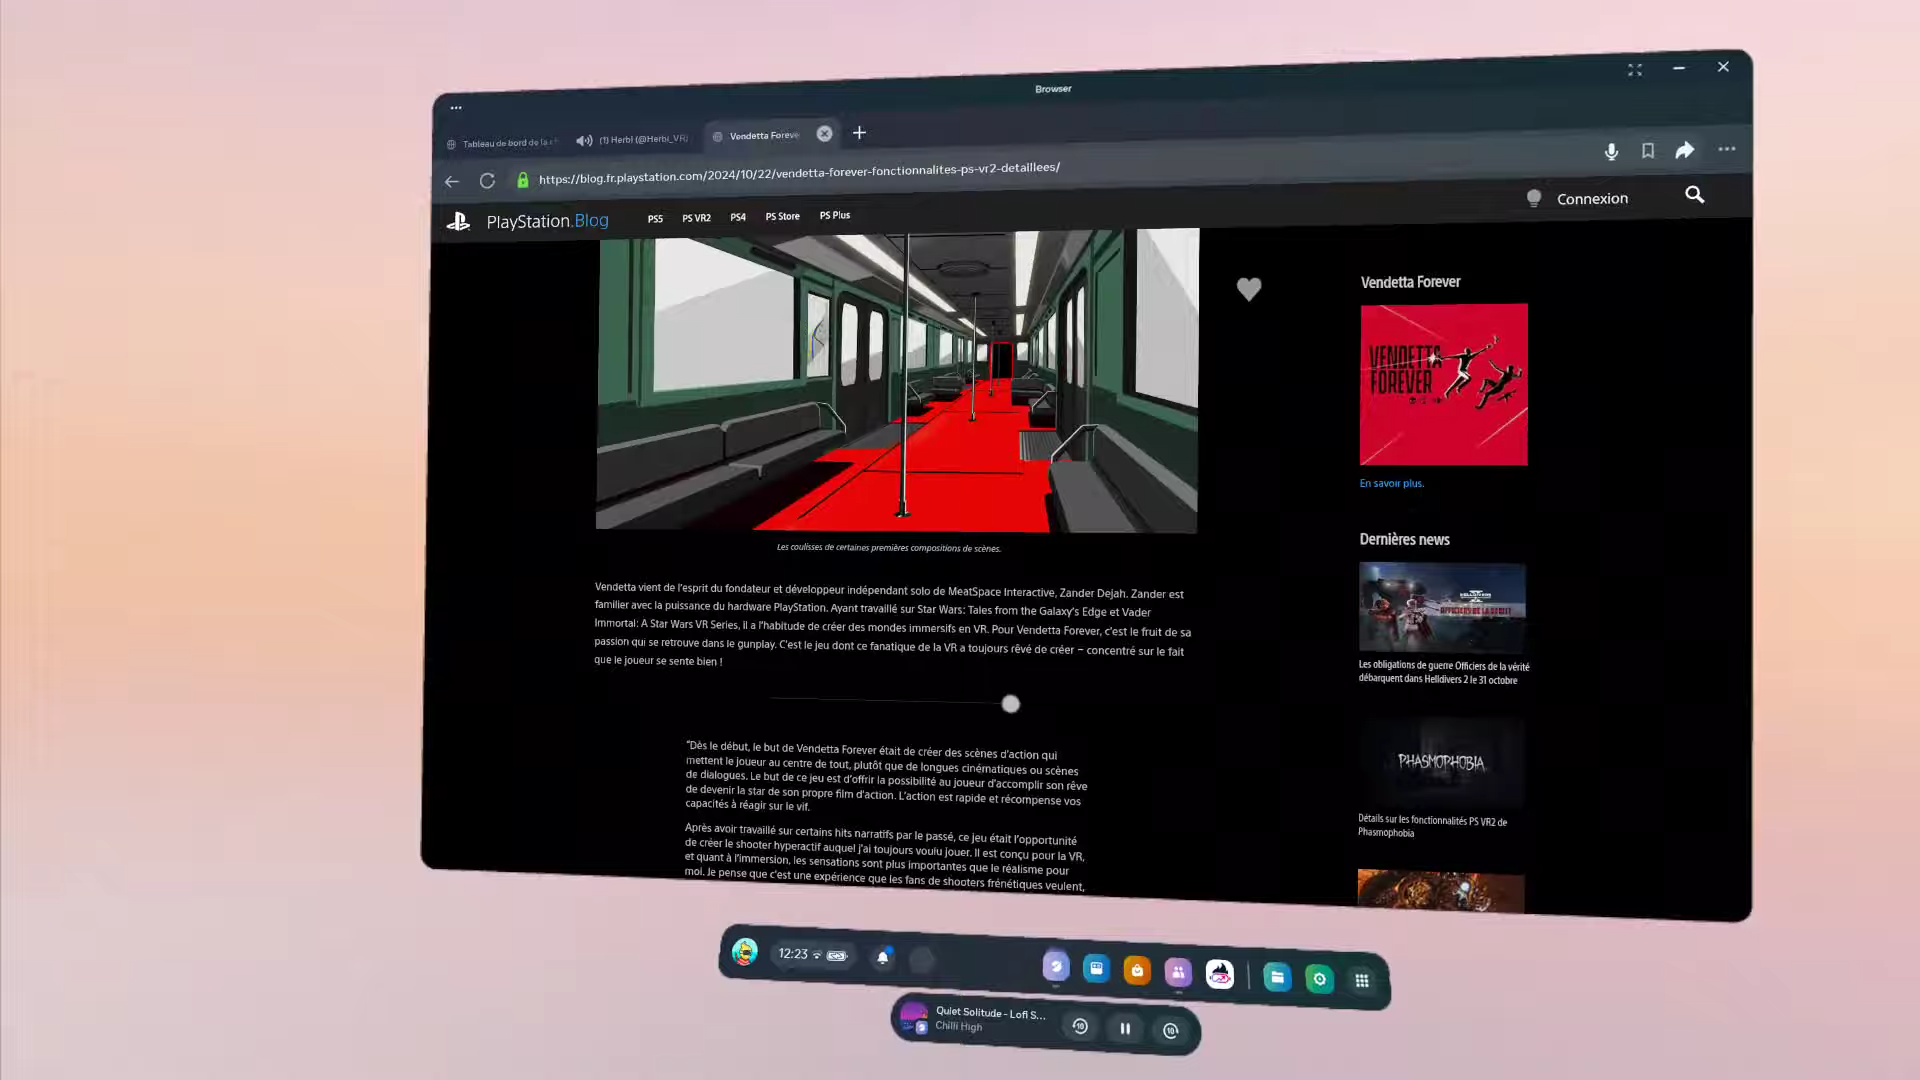 Browser
Tableau de bord de la
(1) Herbi (@Herbi_VR)
Vendetta Foreve
https://blog.fr.playstation.com/2024/10/22/vendetta-forever-fonctionnalites-ps-vr2-detaillees/
PlayStation.Blog
PS5
PS VR2
PS4
PS Store
PS Plus
Connexion
Les coulisses de certaines premières compositions de scènes.
Vendetta vient de l'esprit du fondateur et développeur indépendant solo de MeatSpace Interactive, Zander Dejah. Zander est
familier avec la puissance du hardware PlayStation. Ayant travaillé sur Star Wars: Tales from the Galaxy's Edge et Vader
Immortal: A Star Wars VR Series, il a l'habitude de créer des mondes immersifs en VR. Pour Vendetta Forever, c'est le fruit de sa
passion qui se retrouve dans le gunplay. C'est le jeu dont ce fanatique de la VR a toujours rêvé de créer – concentré sur le fait
que le joueur se sente bien !
"Dès le début, le but de Vendetta Forever était de créer des scènes d'action qui
mettent le joueur au centre de tout, plutôt que de longues cinématiques ou scènes
de dialogues. Le but de ce jeu est d'offrir la possibilité au joueur d'accomplir son rêve
de devenir la star de son propre film d'action. L'action est rapide et récompense vos
capacités à réagir sur le vif.
Après avoir travaillé sur certains hits narratifs par le passé, ce jeu était l'opportunité
de créer le shooter hyperactif auquel j'ai toujours voulu jouer. Il est conçu pour la VR,
et quant à l'immersion, les sensations sont plus importantes que le réalisme pour
moi. Je pense que c'est une expérience que les fans de shooters frénétiques veulent,
Vendetta Forever
VENDETTA
FOREVER
En savoir plus.
Dernières news
HELLDIVERS
OFFICIERS DE LA VÉRITÉ
Les obligations de guerre Officiers de la vérité
débarquent dans Helldivers 2 le 31 octobre
PHASMOPHOBIA
Détails sur les fonctionnalités PS VR2 de
Phasmophobia
12:23
Quiet Solitude - Lofi S...
Chilli High
10
10